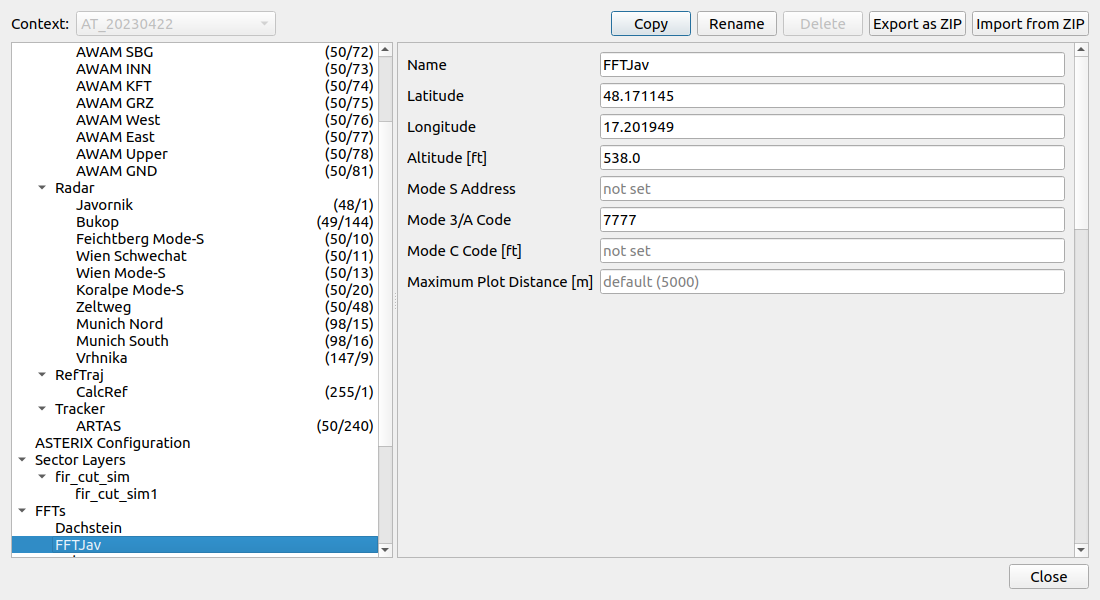 Context: AT_20230422 Copy Rename Delete Export as ZIP Import from ZIP
AWAM SBG (50/72)
AWAM INN (50/73)
AWAM KFT (50/74)
AWAM GRZ (50/75)
AWAM West (50/76)
AWAM East (50/77)
AWAM Upper (50/78)
AWAM GND (50/81)
Radar
Javornik (48/1)
Bukop (49/144)
Feichtberg Mode-S (50/10)
Wien Schwechat (50/11)
Wien Mode-S (50/13)
Koralpe Mode-S (50/20)
Zeltweg (50/48)
Munich Nord (98/15)
Munich South (98/16)
Vrhnika (147/9)
RefTraj
CalcRef (255/1)
Tracker
ARTAS (50/240)
ASTERIX Configuration
Sector Layers
fir_cut_sim
fir_cut_sim1
FFTs
Dachstein
FFTJav
Name FFTJav
Latitude 48.171145
Longitude 17.201949
Altitude [ft] 538.0
Mode S Address not set
Mode 3/A Code 7777
Mode C Code [ft] not set
Maximum Plot Distance [m] default (5000)
Close